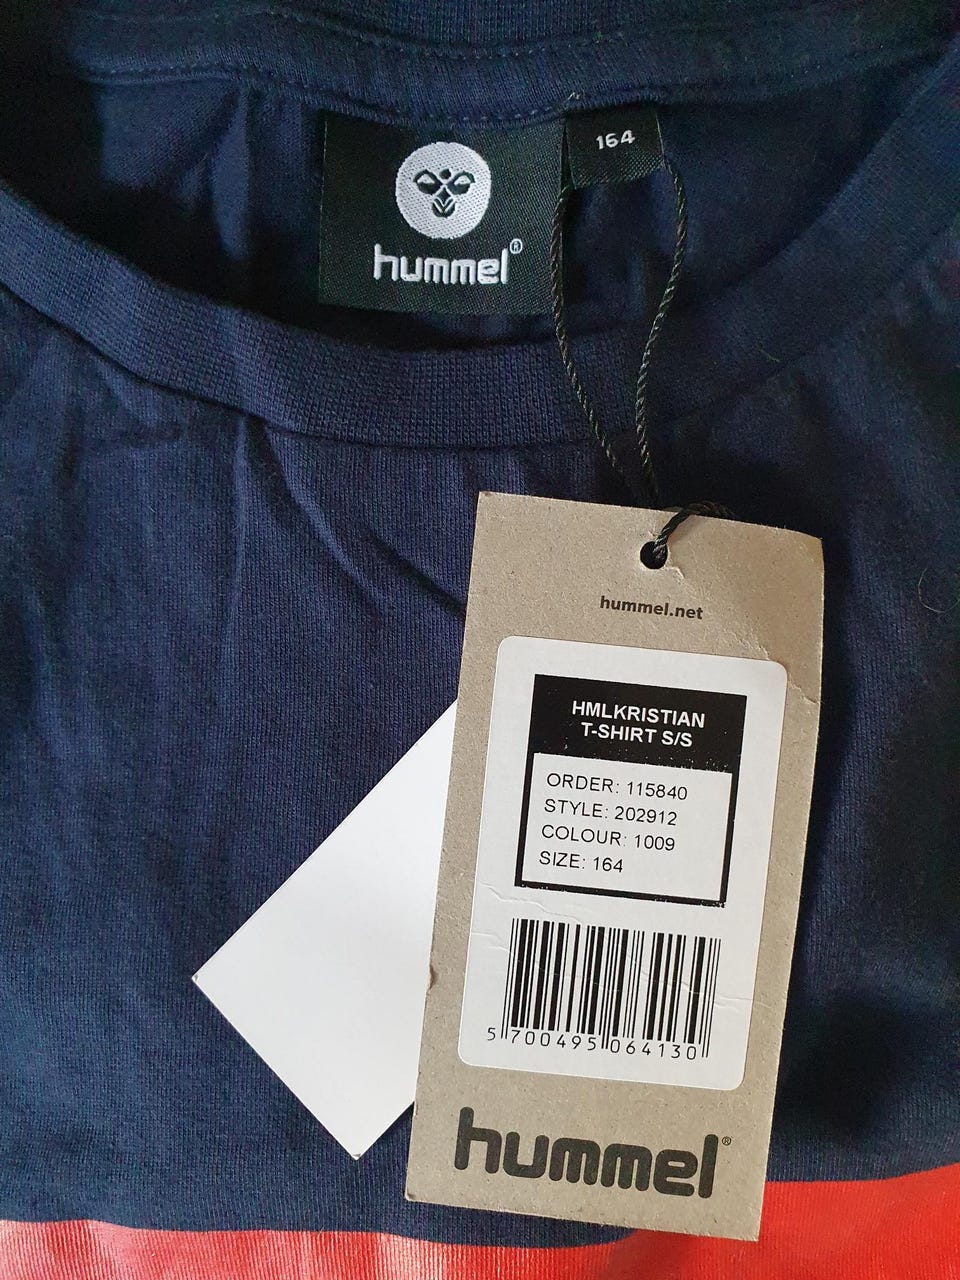 164
hummel®
hummel.net
HMLKRISTIAN
T-SHIRT S/S
ORDER: 115840
STYLE: 202912
COLOUR: 1009
SIZE: 164
5 700495 064130
hummel®